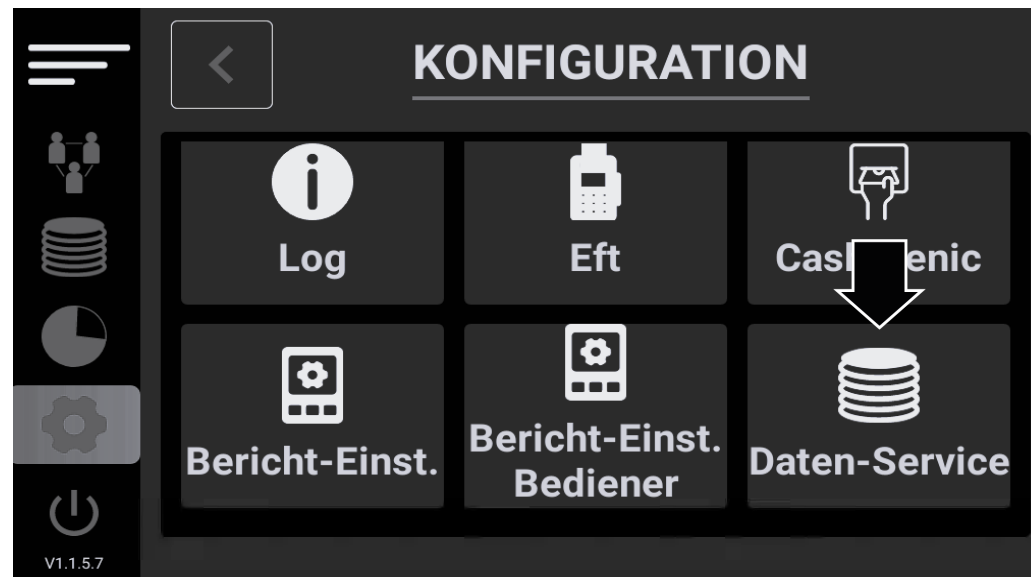 KONFIGURATION
Log
Eft
Bericht-Einst.
Bericht-Einst.
Bediener
Daten-Service
V1.1.5.7